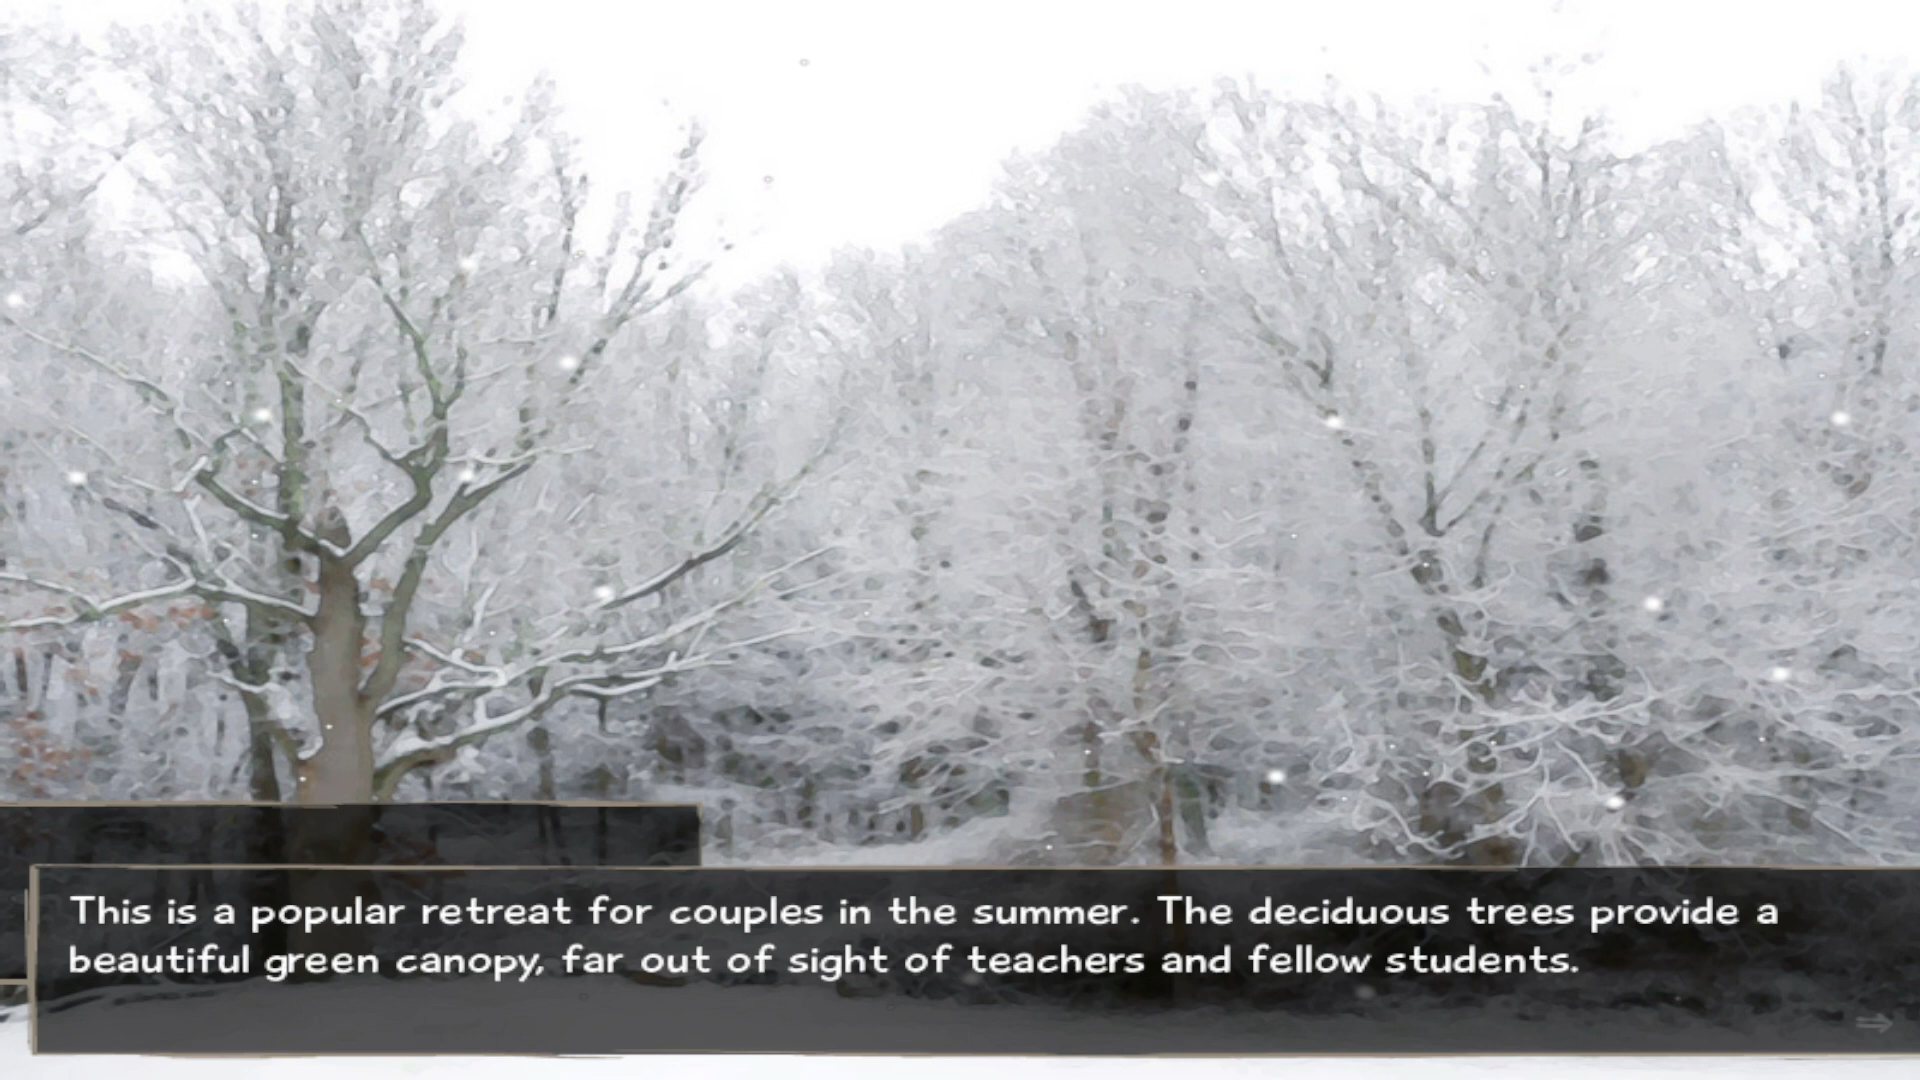 This is a popular retreat for couples in the summer. The deciduous trees provide a
beautiful green canopy, far out of sight of teachers and fellow students.